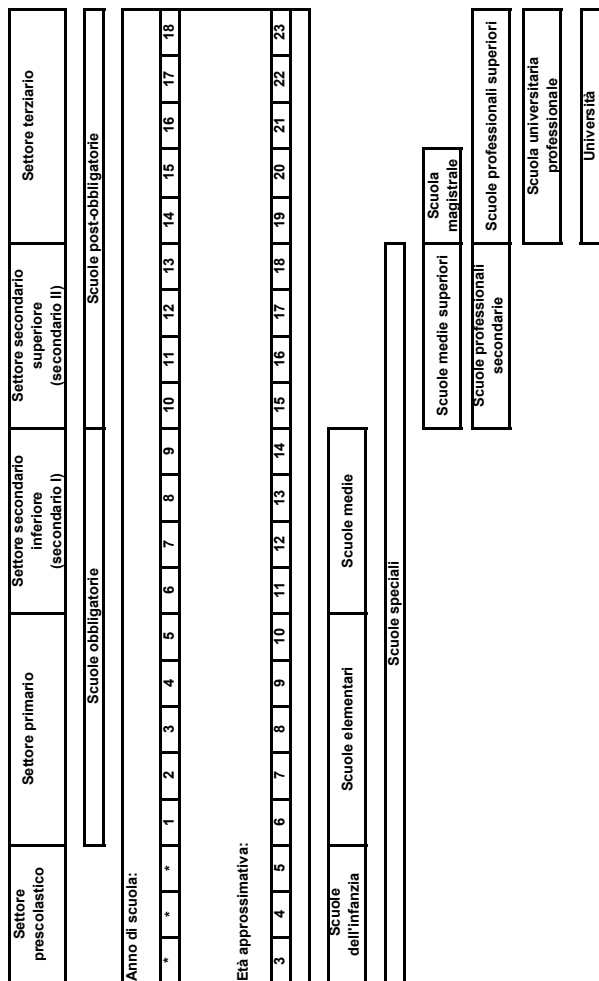 Settore
prescolastico
Settore primario
Settore secondario
inferiore
(secondario I)
Settore secondario
superiore
(secondario II)
Settore terziario
Scuole obbligatorie
Scuole post-obbligatorie
Anno di scuola:
* * * 1 2 3 4 5 6 7 8 9 10 11 12 13 14 15 16 17 18
Età approssimativa:
3 4 5 6 7 8 9 10 11 12 13 14 15 16 17 18 19 20 21 22 23
Scuole
dell'infanzia
Scuole elementari
Scuole medie
Scuole speciali
Scuole medie superiori
Scuola
magistrale
Scuole professionali
secondarie
Scuole professionali superiori
Scuola universitaria
professionale
Università